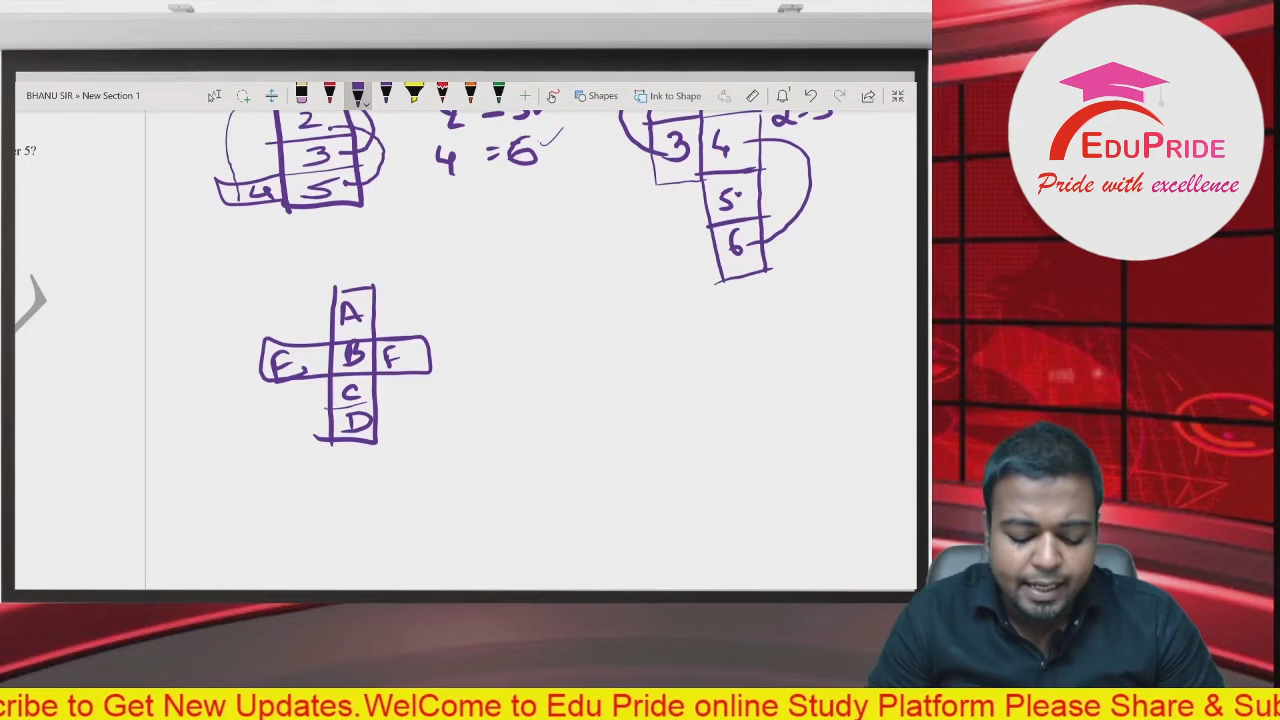 BHANU SIR » New Section 1
Shapes
Ink to Shape
er 5?
2
3
4 5
4 = 6 ✓
3 4
5
6
A
E, B F
C
D
EDUPRIDE
Pride with excellence
cribe to Get New Updates.WelCome to Edu Pride online Study Platform Please Share & Sub